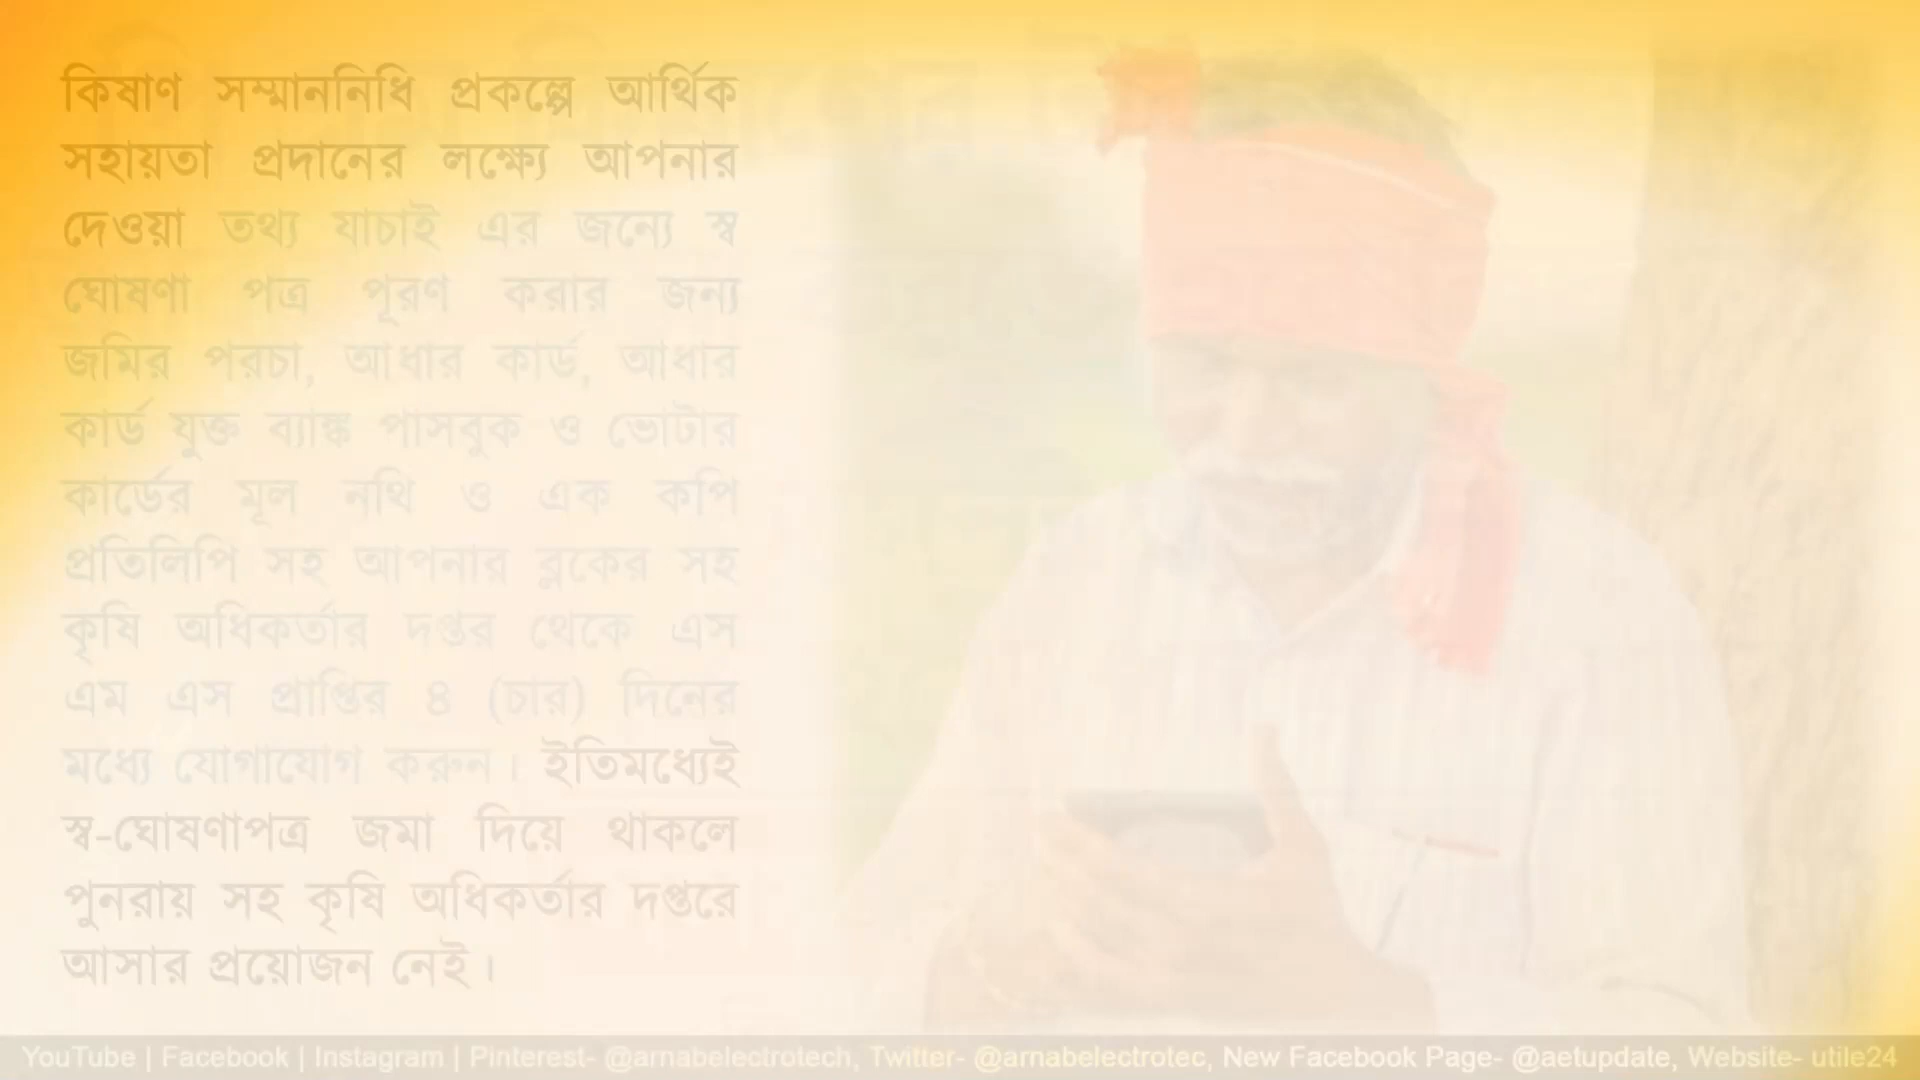 কিষাণ সম্মাননিধি প্রকল্পে আর্থিক
সহায়তা প্রদানের লক্ষ্যে আপনার
দেওয়া তথ্য যাচাই এর জন্যে স্ব
ঘোষণা পত্র পূরণ করার জন্য
জমির পরচা, আধার কার্ড, আধার
কার্ড যুক্ত ব্যাঙ্ক পাসবুক ও ভোটার
কার্ডের মূল নথি ও এক কপি
প্রতিলিপি সহ আপনার ব্লকের সহ
কৃষি অধিকর্তার দপ্তর থেকে এস
এম এস প্রাপ্তির ৪ (চার) দিনের
মধ্যে যোগাযোগ করুন। ইতিমধ্যেই
স্ব-ঘোষণাপত্র জমা দিয়ে থাকলে
পুনরায় সহ কৃষি অধিকর্তার দপ্তরে
আসার প্রয়োজন নেই।
YouTube | Facebook | Instagram | Pinterest- @arnabelectrotech, Twitter- @arnabelectrotec, New Facebook Page- @aetupdate, Website- utile24